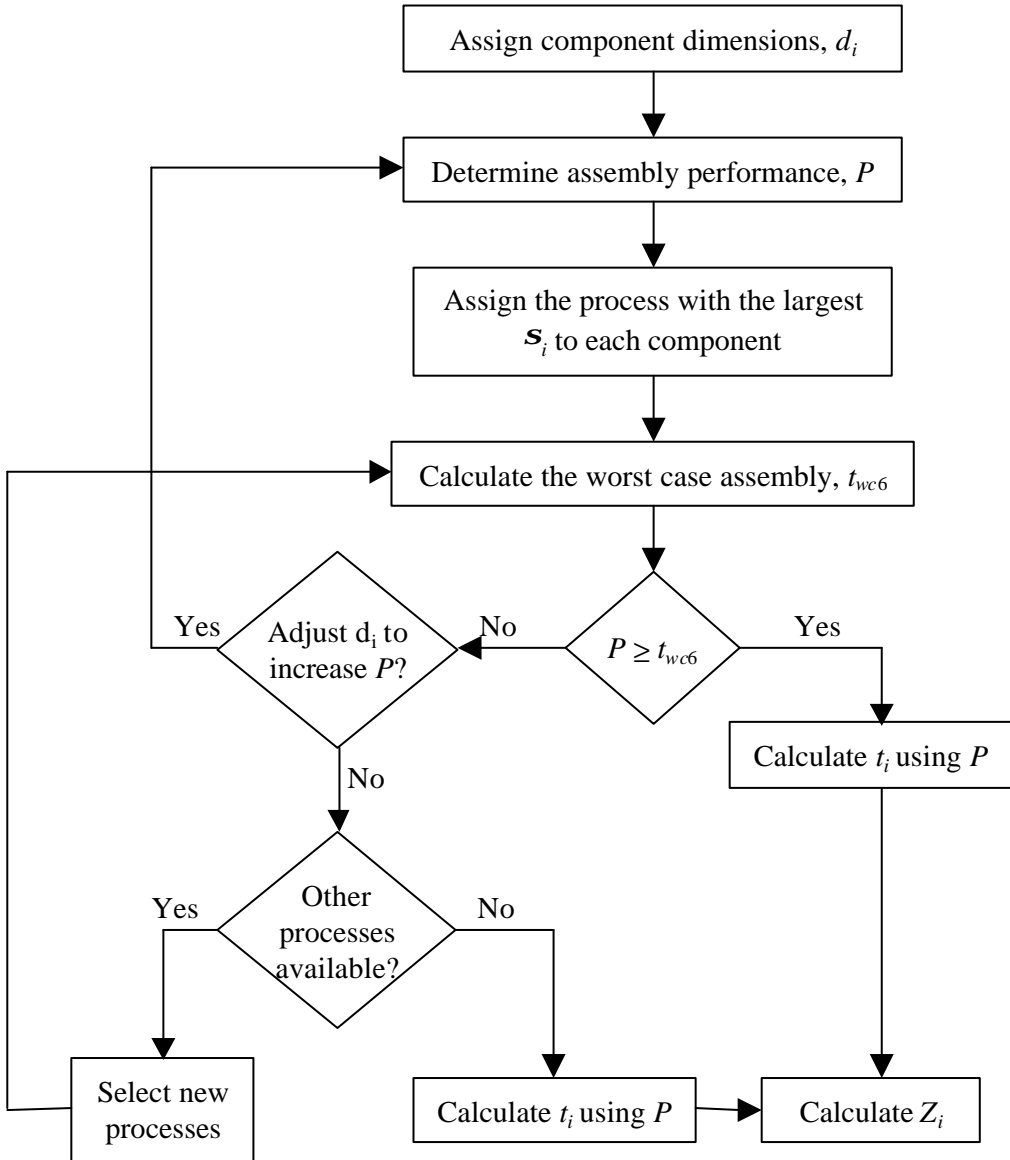 Assign component dimensions, d_i
Determine assembly performance, P
Assign the process with the largest
s_i to each component
Calculate the worst case assembly, t_wc6
Yes
Adjust d_i to
increase P?
No
P ≥ t_wc6
Yes
Calculate t_i using P
No
Yes
Other
processes
available?
No
Select new
processes
Calculate t_i using P
Calculate Z_i